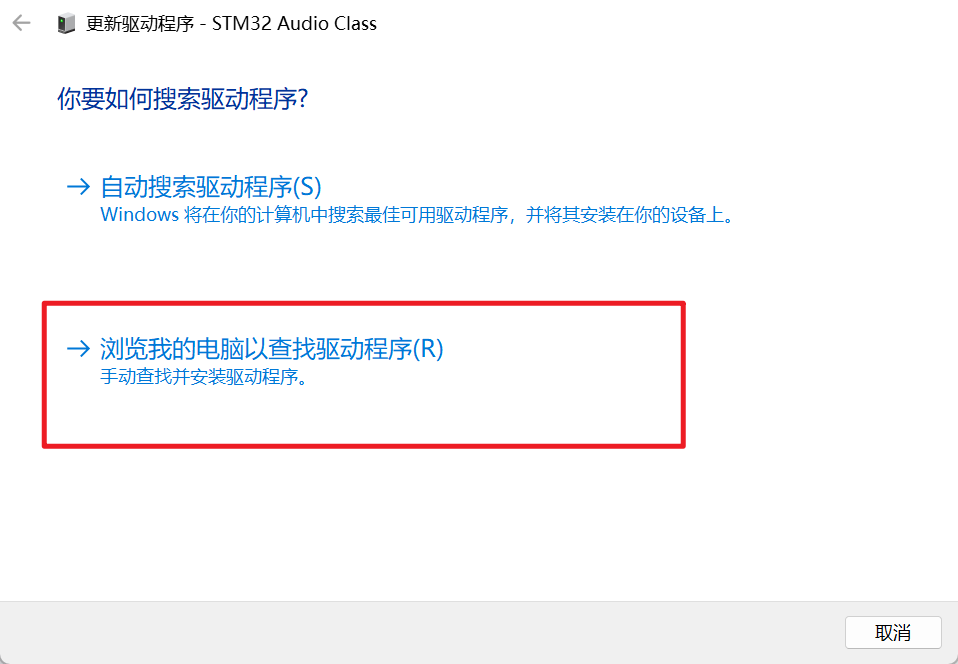 更新驱动程序 - STM32 Audio Class
你要如何搜索驱动程序?
自动搜索驱动程序(S)
Windows 将在你的计算机中搜索最佳可用驱动程序，并将其安装在你的设备上。
浏览我的电脑以查找驱动程序(R)
手动查找并安装驱动程序。
取消